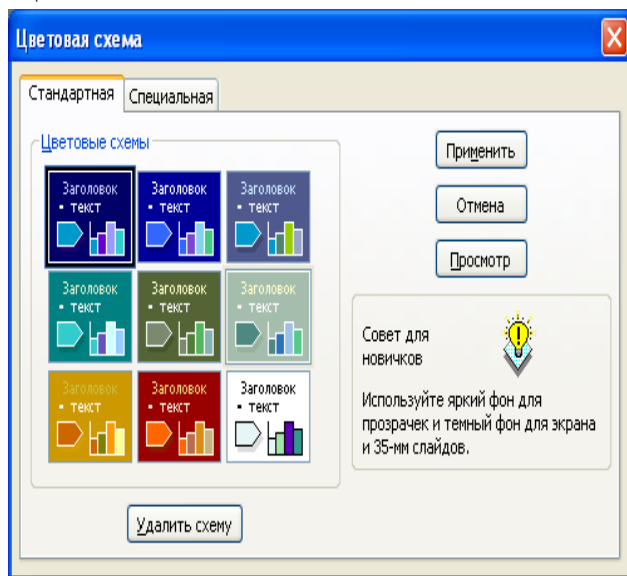 Цветовая схема
Стандартная Специальная
Цветовые схемы
Заголовок Заголовок Заголовок
▪ текст ▪ текст ▪ текст
Заголовок Заголовок Заголовок
▪ текст ▪ текст ▪ текст
Заголовок Заголовок Заголовок
▪ текст ▪ текст ▪ текст
Применить
Отмена
Просмотр
Совет для
новичков
Используйте яркий фон для
прозрачек и темный фон для экрана
и 35-мм слайдов.
Удалить схему